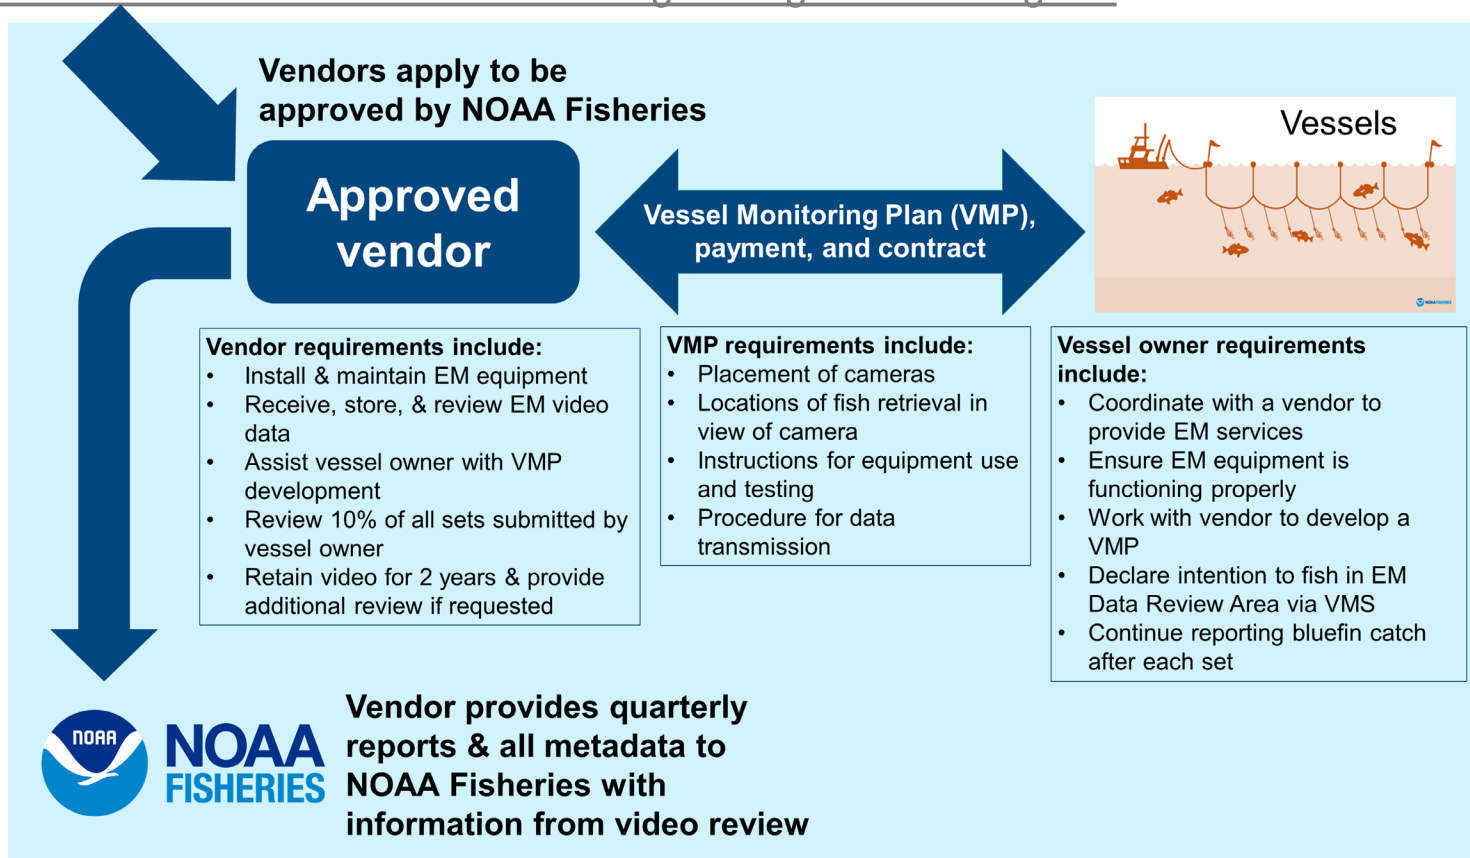 Vendors apply to be
approved by NOAA Fisheries
Approved
vendor
Vessel Monitoring Plan (VMP),
payment, and contract
Vessels
NOAA FISHERIES
Vendor requirements include:
• Install & maintain EM equipment
• Receive, store, & review EM video
data
• Assist vessel owner with VMP
development
• Review 10% of all sets submitted by
vessel owner
• Retain video for 2 years & provide
additional review if requested
VMP requirements include:
• Placement of cameras
• Locations of fish retrieval in
view of camera
• Instructions for equipment use
and testing
• Procedure for data
transmission
Vessel owner requirements
include:
• Coordinate with a vendor to
provide EM services
• Ensure EM equipment is
functioning properly
• Work with vendor to develop a
VMP
• Declare intention to fish in EM
Data Review Area via VMS
• Continue reporting bluefin catch
after each set
NOAA
NOAA
FISHERIES
Vendor provides quarterly
reports & all metadata to
NOAA Fisheries with
information from video review